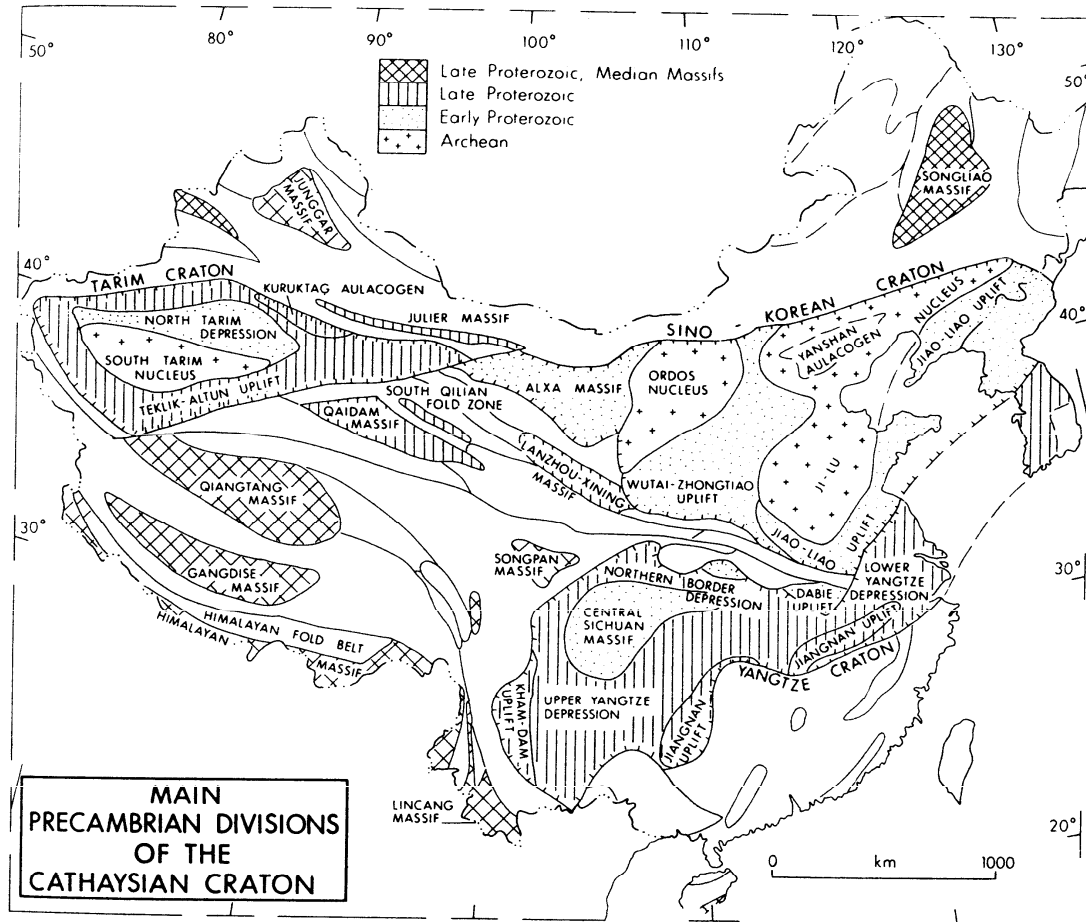 50°
80°
90°
100°
110°
120°
130°
50°
Late Proterozoic, Median Massifs
Late Proterozoic
Early Proterozoic
Archean
SONGLIAO
MASSIF
JUNGGAR
MASSIF
40°
TARIM CRATON
KURUKTAG AULACOGEN
JULIER MASSIF
SINO
KOREAN CRATON
40°
NORTH TARIM
DEPRESSION
SOUTH TARIM
NUCLEUS
TEKLIK-ALTUN UPLIFT
SOUTH QILIAN
FOLD ZONE
QAIDAM
MASSIF
ALXA MASSIF
ORDOS
NUCLEUS
YANSHAN
AULACOGEN
NUCLEUS
JIAO-LIAO UPLIFT
LANZHOU-XINING
MASSIF
WUTAI-ZHONGTIAO
UPLIFT
JI-LU
QIANGTANG
MASSIF
30°
GANGDISE
MASSIF
SONGPAN
MASSIF
JIAO-LIAO
UPLIFT
LOWER
YANGTZE
DEPRESSION
30°
NORTHERN BORDER
DEPRESSION
DABIE
UPLIFT
CENTRAL
SICHUAN
MASSIF
HIMALAYAN FOLD BELT
HIMALAYAN
MASSIF
JIANGNAN UPLIFT
YANGTZE CRATON
KHAM-DAM
UPLIFT
UPPER YANGTZE
DEPRESSION
JIANGNAN
UPLIFT
LINCANG
MASSIF
20°
MAIN
PRECAMBRIAN DIVISIONS
OF THE
CATHAYSIAN CRATON
0 km 1000